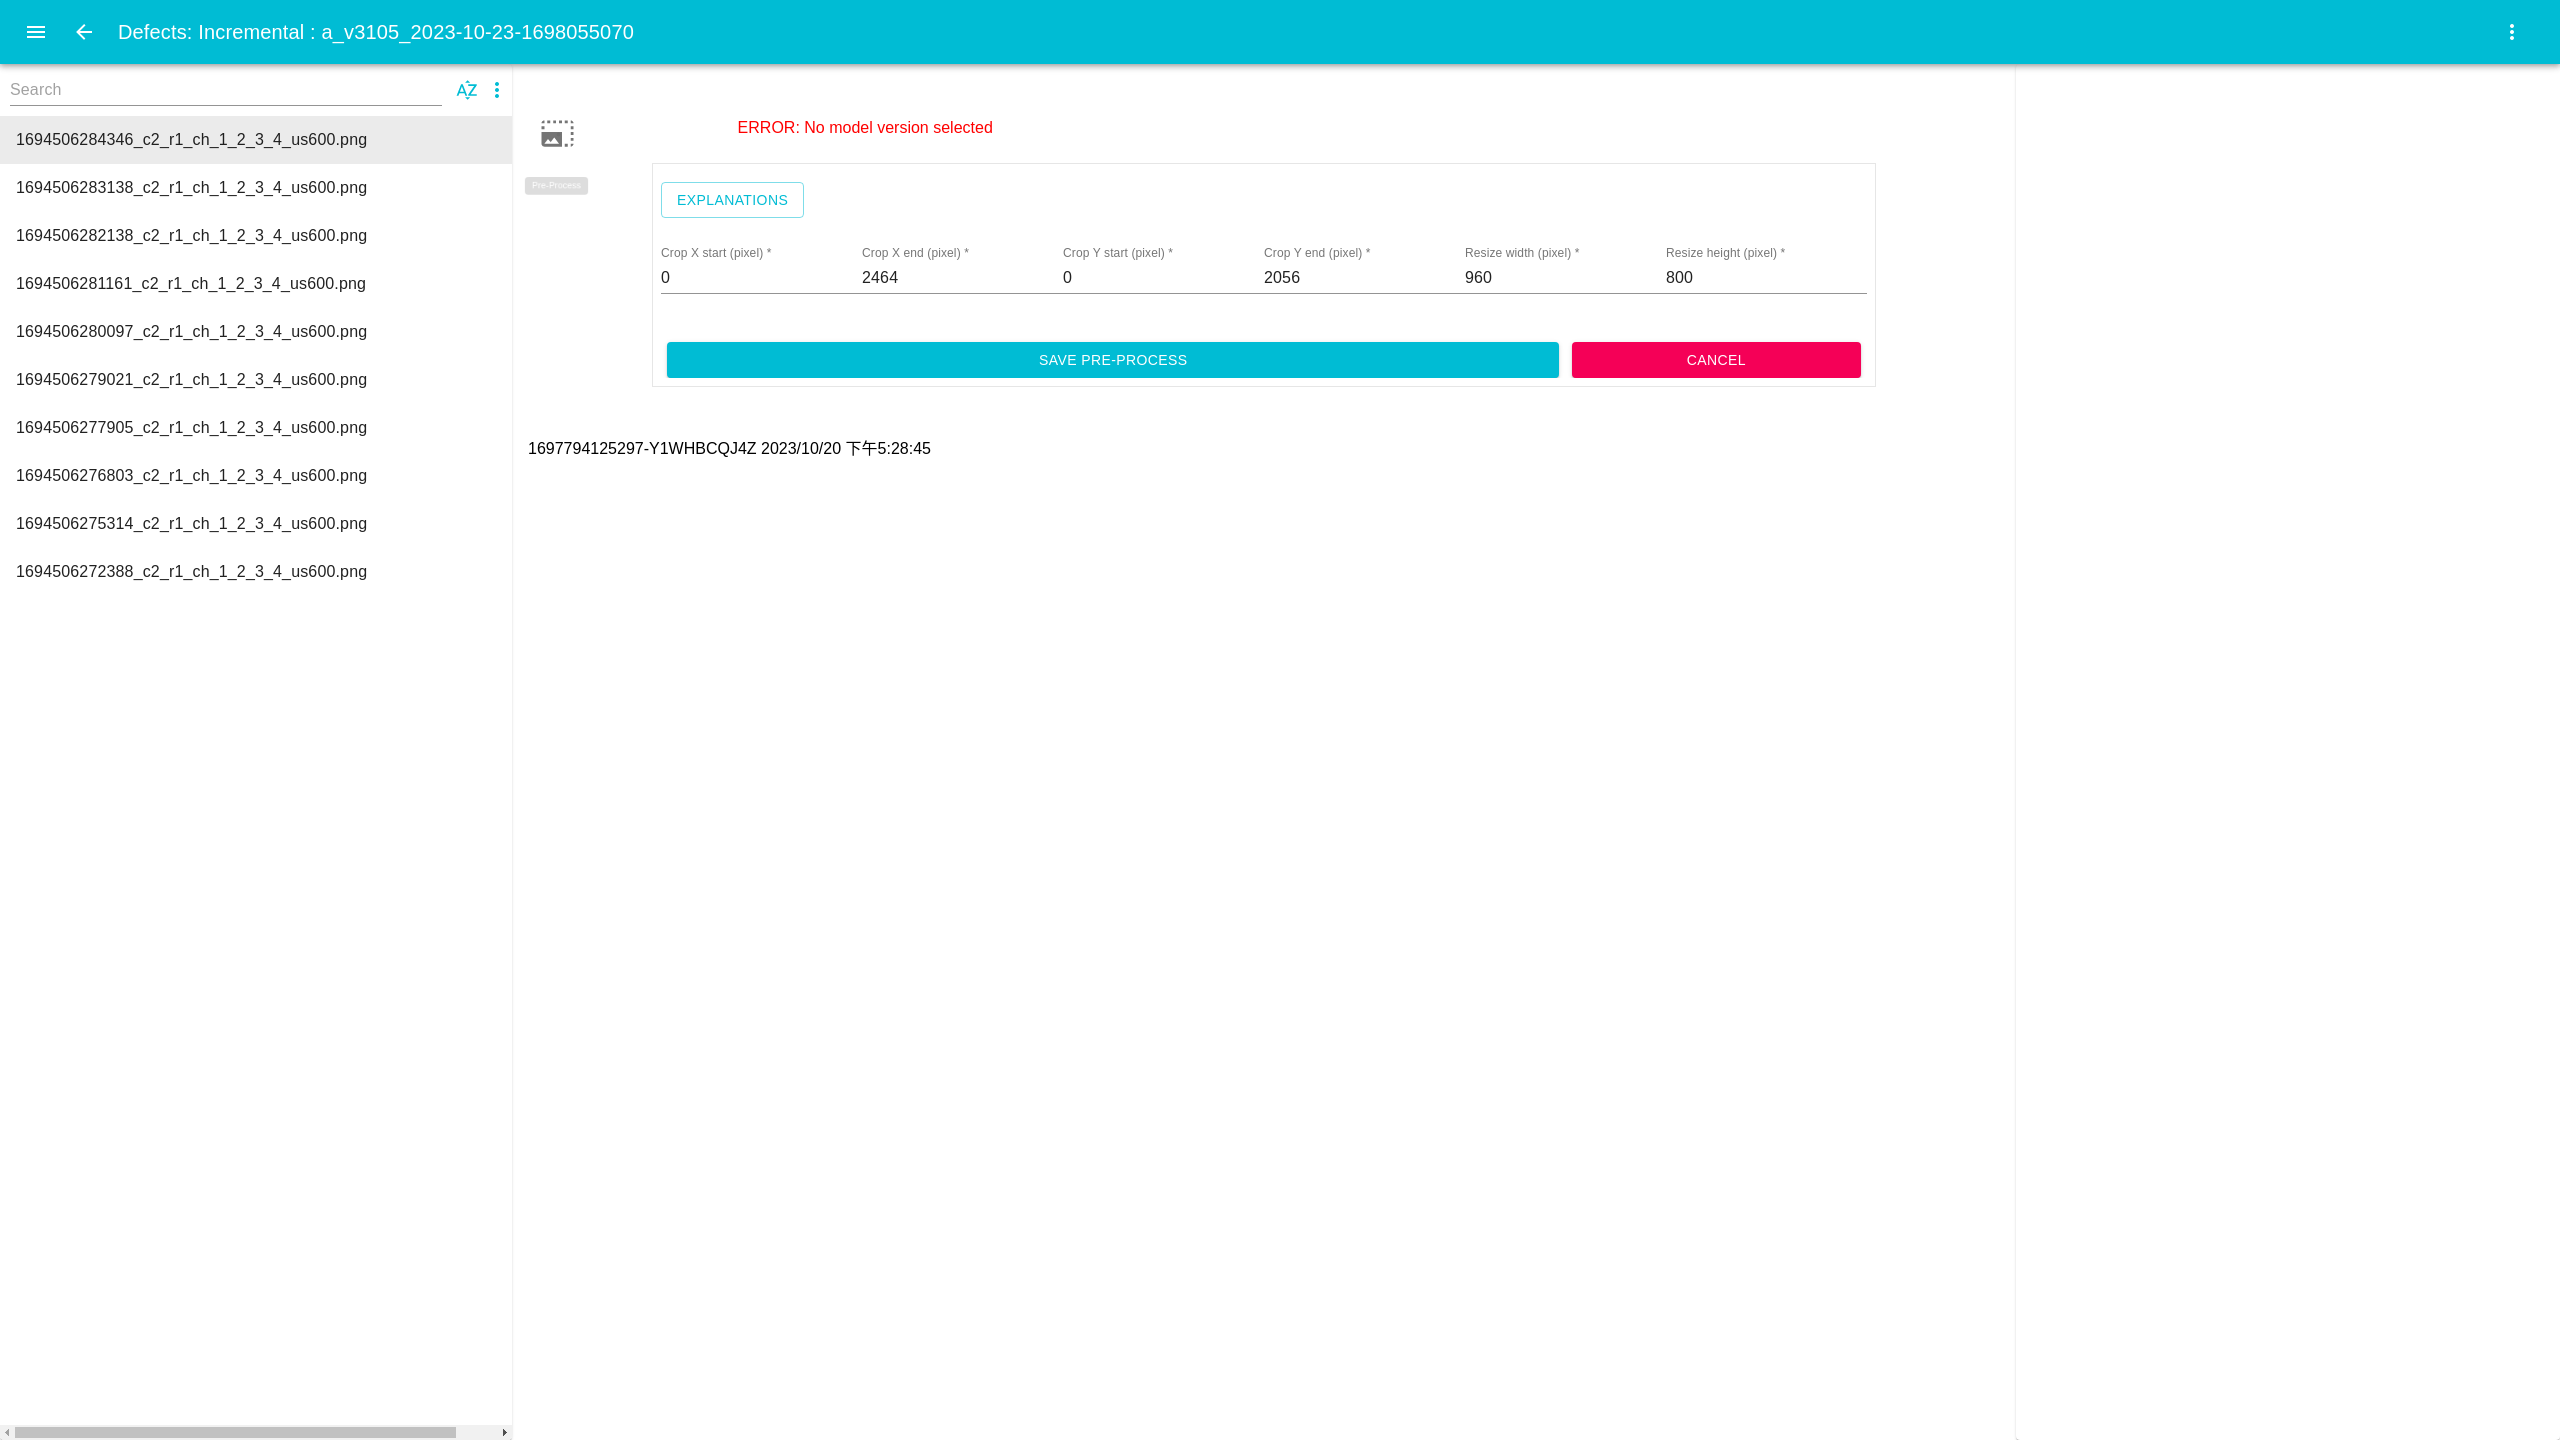 Defects: Incremental : a_v3105_2023-10-23-1698055070
Search
AZ
1694506284346_c2_r1_ch_1_2_3_4_us600.png
1694506283138_c2_r1_ch_1_2_3_4_us600.png
1694506282138_c2_r1_ch_1_2_3_4_us600.png
1694506281161_c2_r1_ch_1_2_3_4_us600.png
1694506280097_c2_r1_ch_1_2_3_4_us600.png
1694506279021_c2_r1_ch_1_2_3_4_us600.png
1694506277905_c2_r1_ch_1_2_3_4_us600.png
1694506276803_c2_r1_ch_1_2_3_4_us600.png
1694506275314_c2_r1_ch_1_2_3_4_us600.png
1694506272388_c2_r1_ch_1_2_3_4_us600.png
Pre-Process
ERROR: No model version selected
EXPLANATIONS
Crop X start (pixel) * Crop X end (pixel) * Crop Y start (pixel) * Crop Y end (pixel) * Resize width (pixel) * Resize height (pixel) *
0 2464 0 2056 960 800
SAVE PRE-PROCESS CANCEL
1697794125297-Y1WHBCQJ4Z 2023/10/20 下午5:28:45